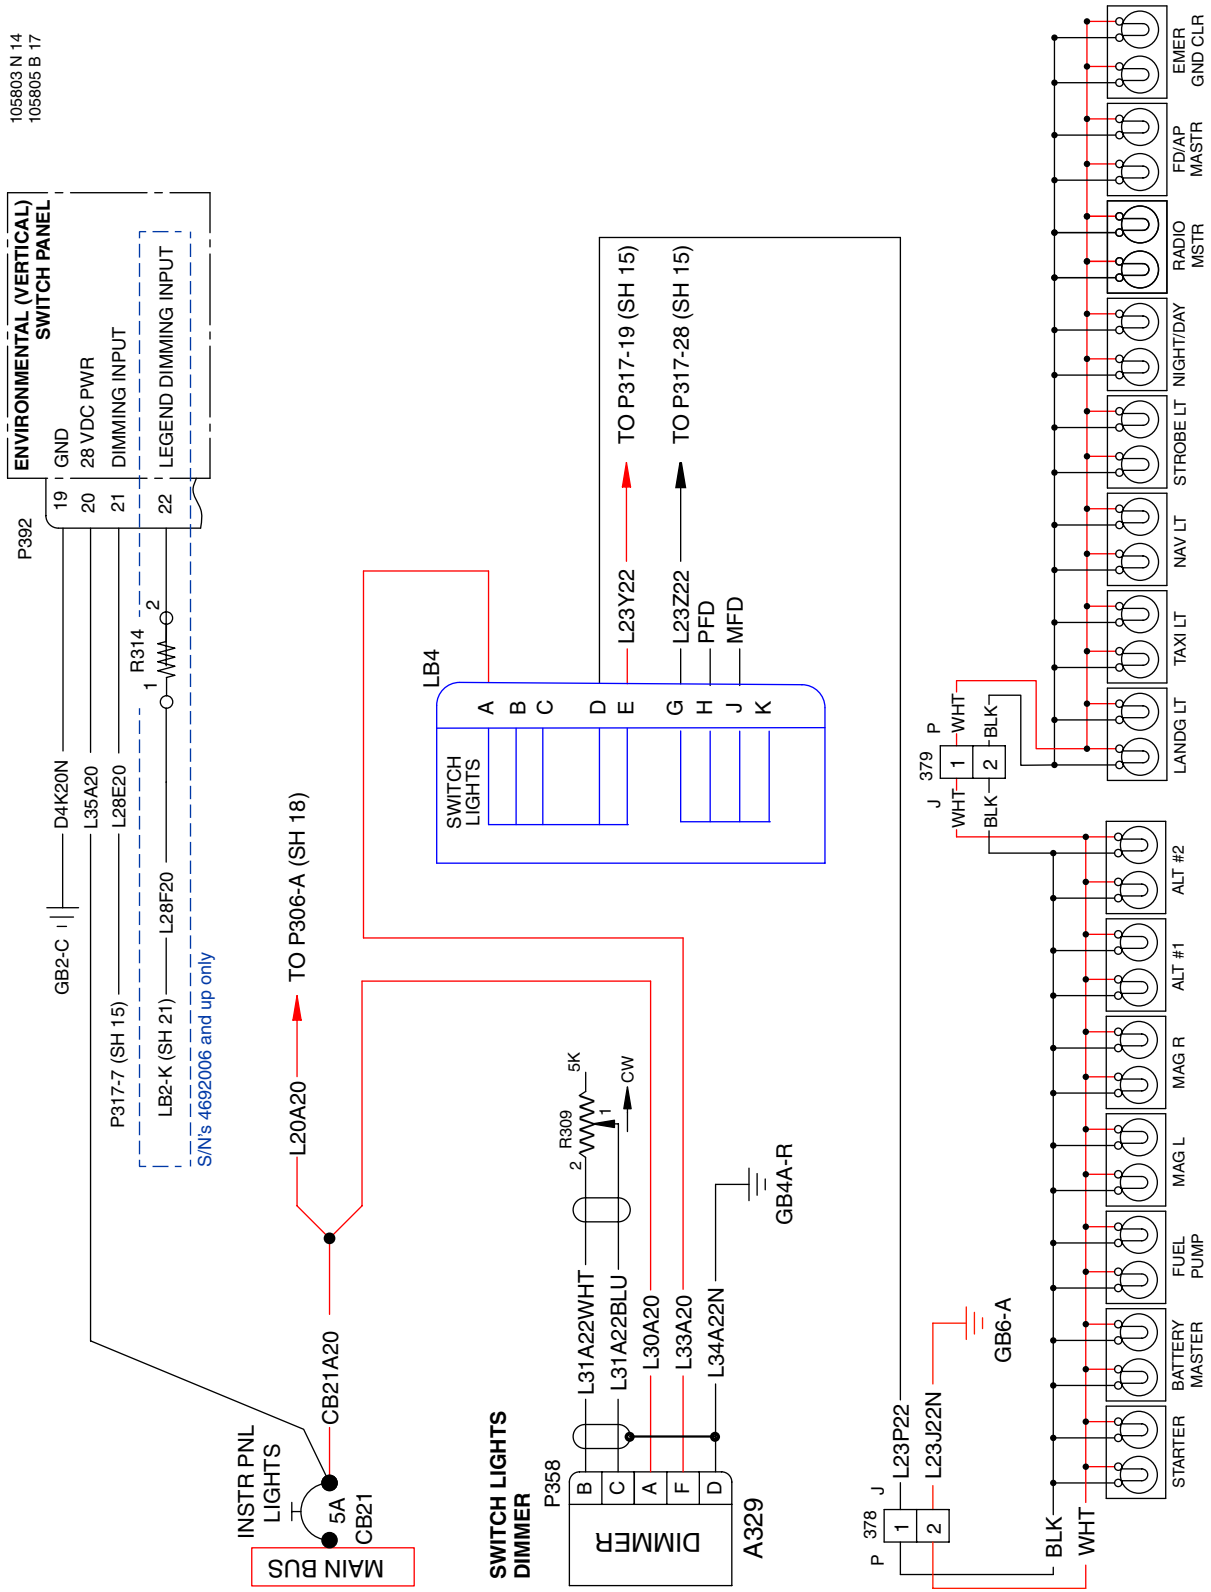 105803 N 14
105805 B 17
ENVIRONMENTAL (VERTICAL)
SWITCH PANEL
P392
19 GND
20 28 VDC PWR
21 DIMMING INPUT
22 LEGEND DIMMING INPUT
R314
1
2
D4K20N
L35A20
L28E20
L28F20
GB2-C
P317-7 (SH 15)
LB2-K (SH 21)
S/N's 4692006 and up only
TO P306-A (SH 18)
L20A20
INSTR PNL
LIGHTS
5A
CB21
CB21A20
MAIN BUS
LB4
SWITCH
LIGHTS
A
B
C
D
E
G
H
J
K
L23Y22
TO P317-19 (SH 15)
L23Z22
TO P317-28 (SH 15)
PFD
MFD
SWITCH LIGHTS
DIMMER
P358
DIMMER
A329
B
C
A
F
D
L31A22WHT
L31A22BLU
L30A20
L33A20
L34A22N
R309
5K
2
1
CW
GB4A-R
P 378 J
1
2
L23P22
L23J22N
GB6-A
BLK
WHT
J 379 P
WHT 1 WHT
BLK 2 BLK
STARTER
BATTERY
MASTER
FUEL
PUMP
MAG L
MAG R
ALT #1
ALT #2
LANDG LT
TAXI LT
NAV LT
STROBE LT
NIGHT/DAY
RADIO
MSTR
FD/AP
MASTR
EMER
GND CLR